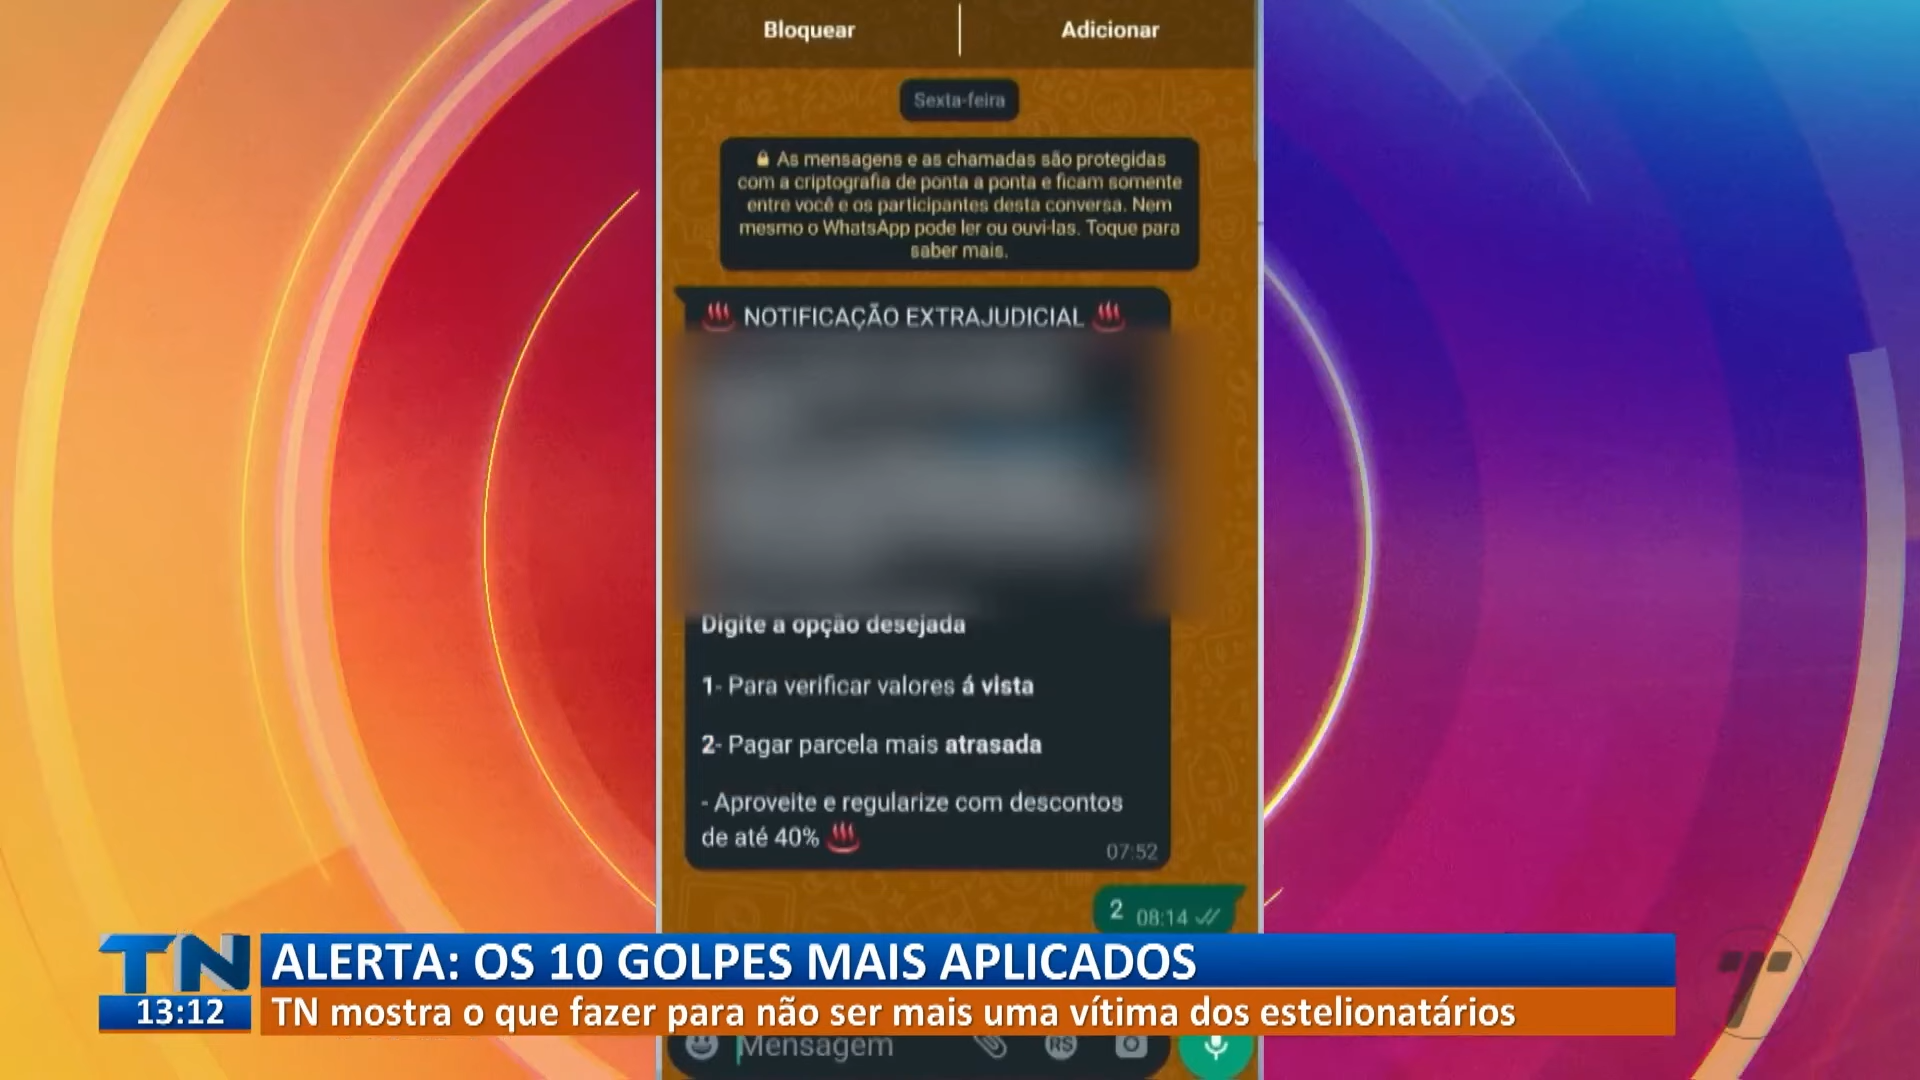 Bloquear
Adicionar
Sexta-feira
As mensagens e as chamadas são protegidas
com a criptografia de ponta a ponta e ficam somente
entre você e os participantes desta conversa. Nem
mesmo o WhatsApp pode ler ou ouvi-las. Toque para
saber mais.
NOTIFICAÇÃO EXTRAJUDICIAL
Digite a opção desejada
1- Para verificar valores á vista
2- Pagar parcela mais atrasada
- Aproveite e regularize com descontos
de até 40%
07:52
2 08:14
TN ALERTA: OS 10 GOLPES MAIS APLICADOS
13:12 TN mostra o que fazer para não ser mais uma vítima dos estelionatários
Mensagem
R$